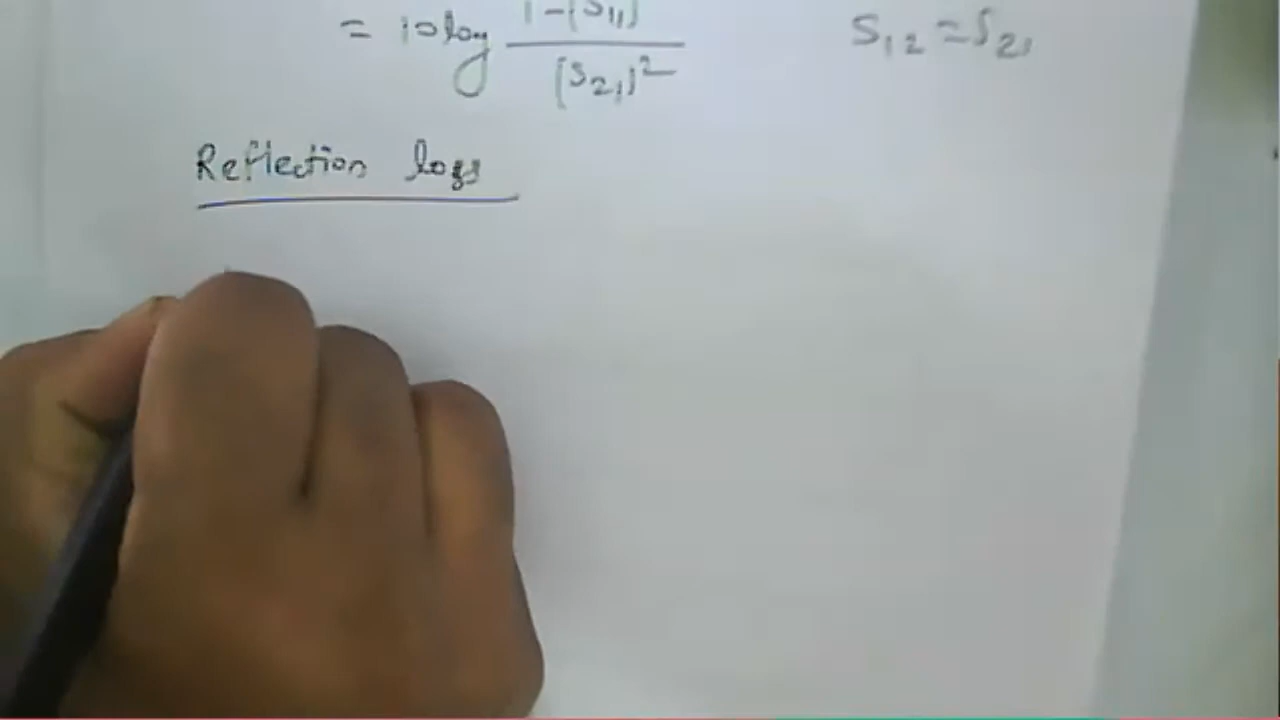 = 10 log 1-(S11) / (S21)²
S12 = S21
Reflection loss